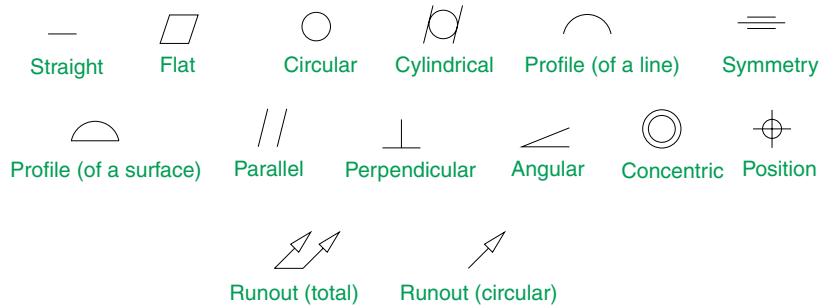 Straight
Flat
Circular
Cylindrical
Profile (of a line)
Symmetry
Profile (of a surface)
Parallel
Perpendicular
Angular
Concentric
Position
Runout (total)
Runout (circular)